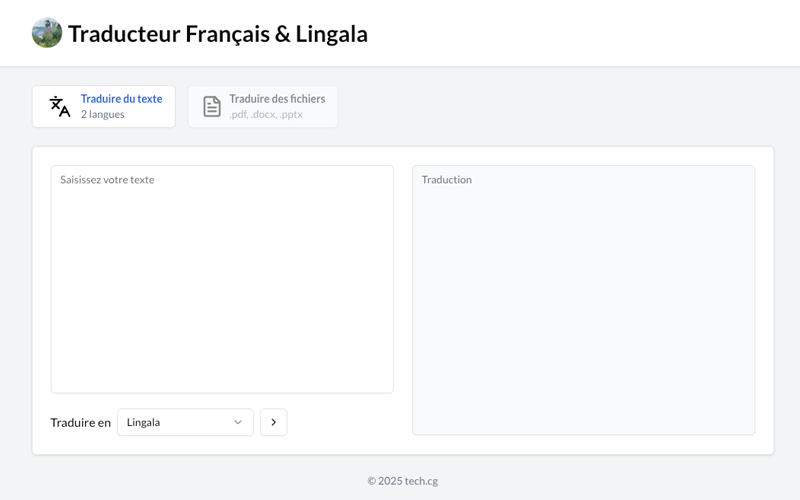 Traducteur Français & Lingala
Traduire du texte
2 langues
Traduire des fichiers
.pdf, .docx, .pptx
Saisissez votre texte
Traduction
Traduire en
Lingala
© 2025 tech.cg